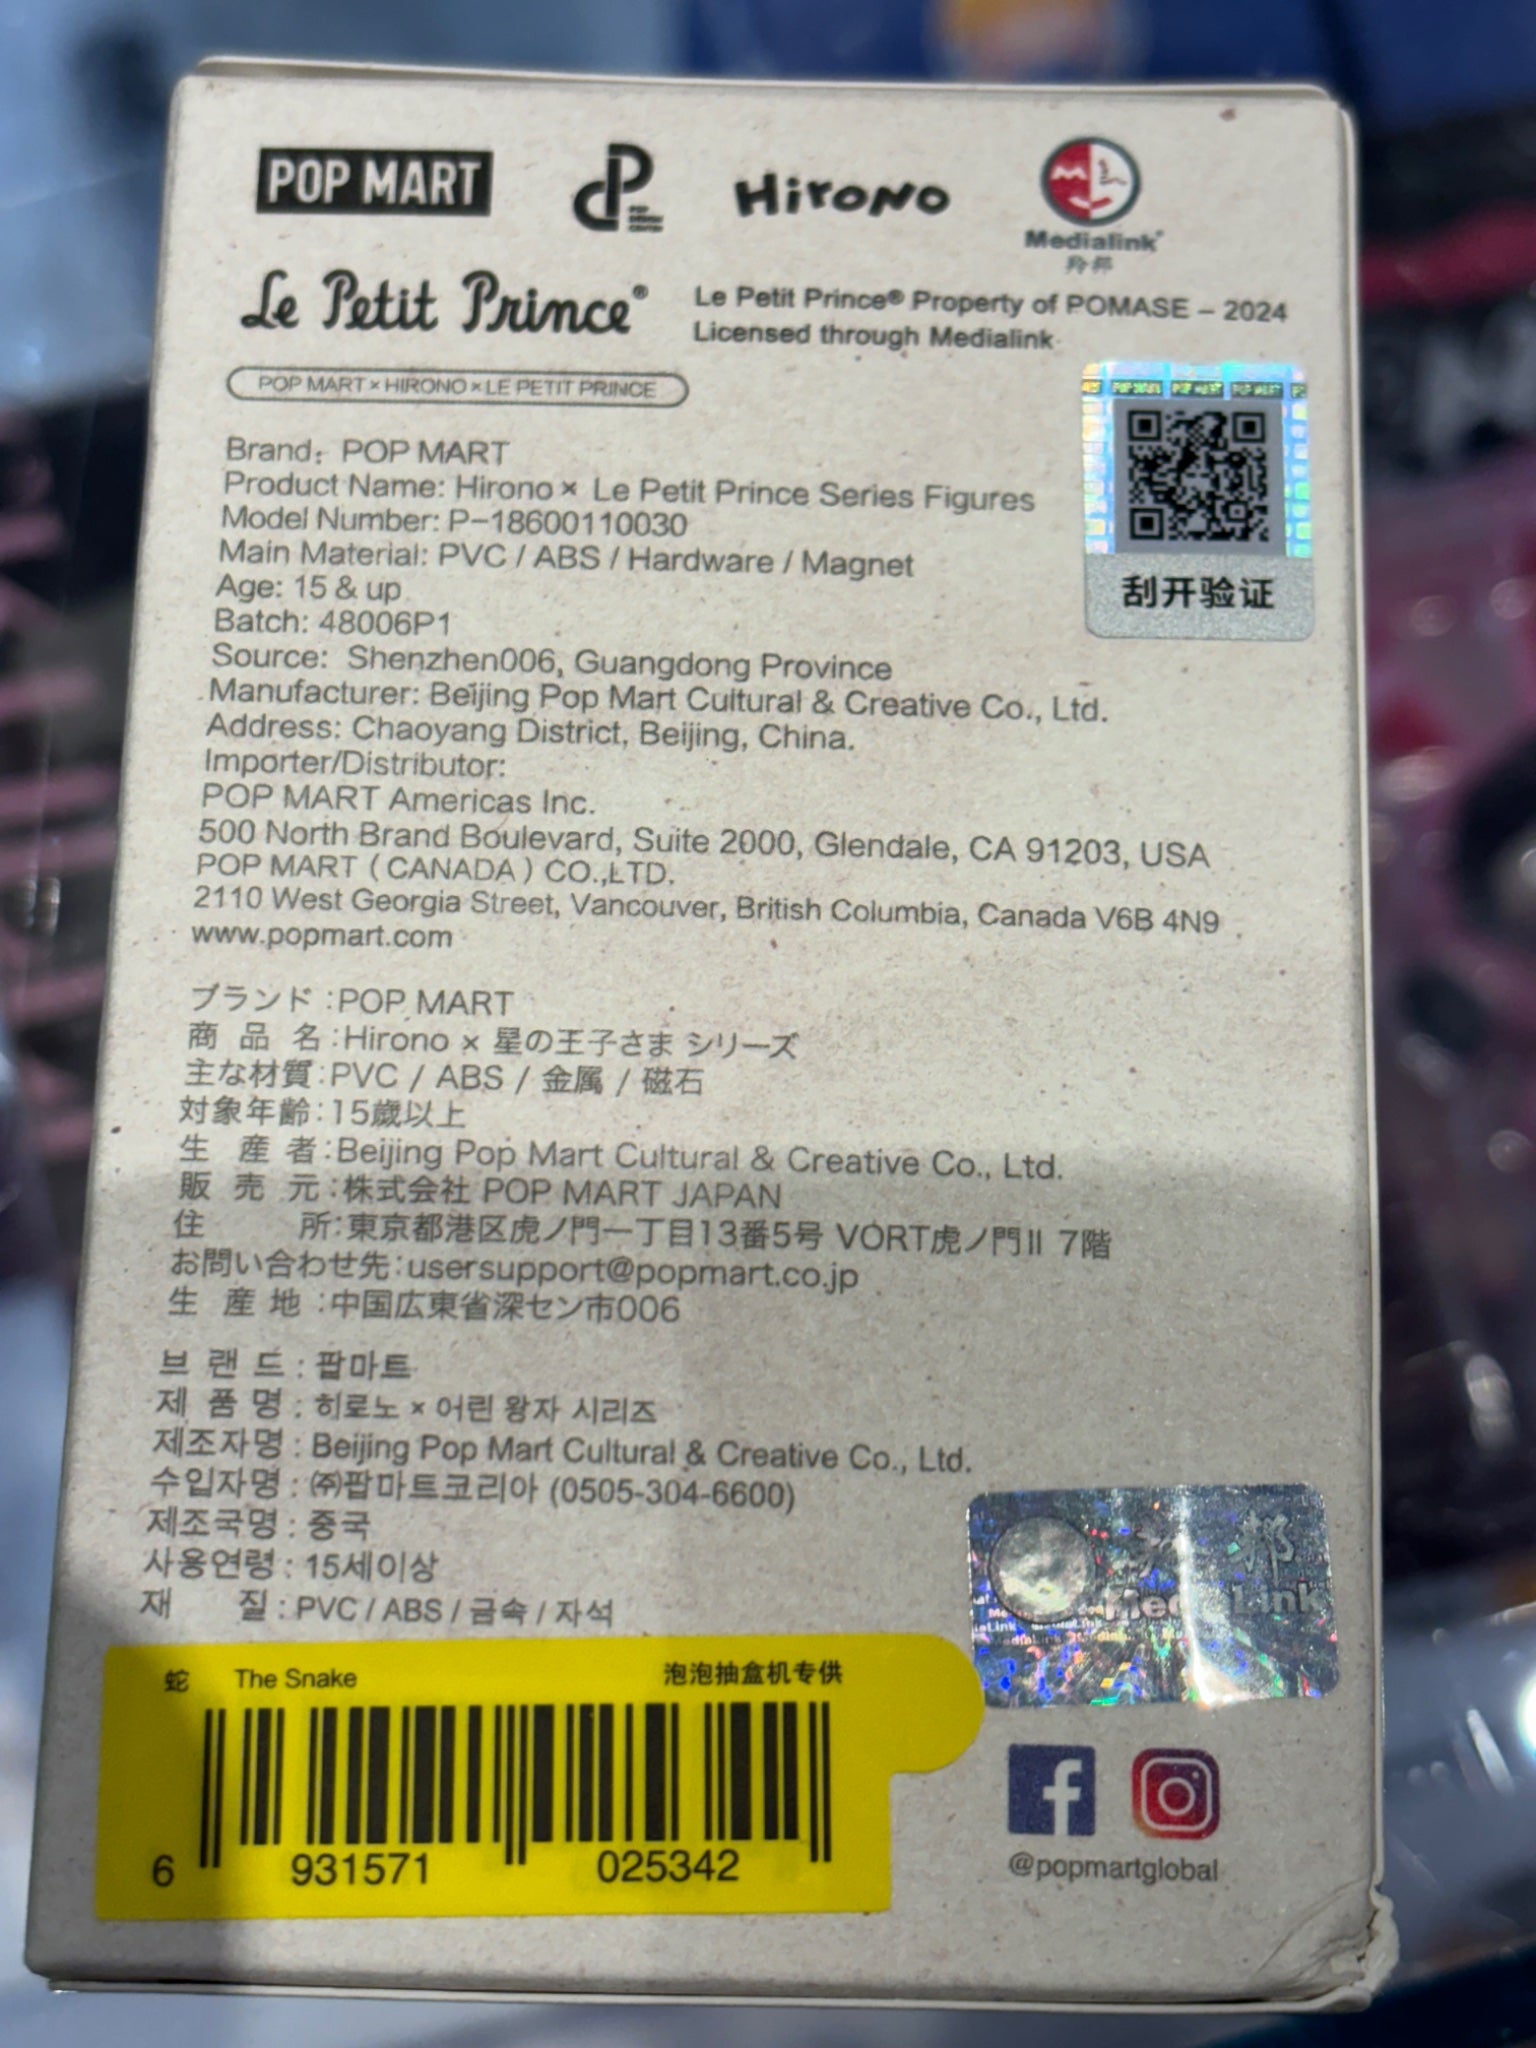 POP MART
Hirono
Medialink
羚邦
Le Petit Prince®
Le Petit Prince® Property of POMASE – 2024
Licensed through Medialink
POP MART × HIRONO × LE PETIT PRINCE
POP MART POP MART POP MART
刮开验证
Brand: POP MART
Product Name: Hirono × Le Petit Prince Series Figures
Model Number: P-18600110030
Main Material: PVC / ABS / Hardware / Magnet
Age: 15 & up
Batch: 48006P1
Source: Shenzhen006, Guangdong Province
Manufacturer: Beijing Pop Mart Cultural & Creative Co., Ltd.
Address: Chaoyang District, Beijing, China.
Importer/Distributor:
POP MART Americas Inc.
500 North Brand Boulevard, Suite 2000, Glendale, CA 91203, USA
POP MART ( CANADA ) CO.,LTD.
2110 West Georgia Street, Vancouver, British Columbia, Canada V6B 4N9
www.popmart.com
ブランド:POP MART
商品名:Hirono × 星の王子さま シリーズ
主な材質:PVC / ABS / 金属 / 磁石
対象年齢:15歳以上
生産者:Beijing Pop Mart Cultural & Creative Co., Ltd.
販売元:株式会社 POP MART JAPAN
住所:東京都港区虎ノ門一丁目13番5号 VORT虎ノ門II 7階
お問い合わせ先:usersupport@popmart.co.jp
生産地:中国広東省深セン市006
브랜드 : 팝마트
제품명 : 히로노 × 어린 왕자 시리즈
제조자명 : Beijing Pop Mart Cultural & Creative Co., Ltd.
수입자명 : ㈜팝마트코리아 (0505-304-6600)
제조국명 : 중국
사용연령 : 15세이상
재질 : PVC / ABS / 금속 / 자석
邦
Link
蛇 The Snake 泡泡抽盒机专供
6 931571 025342
@popmartglobal